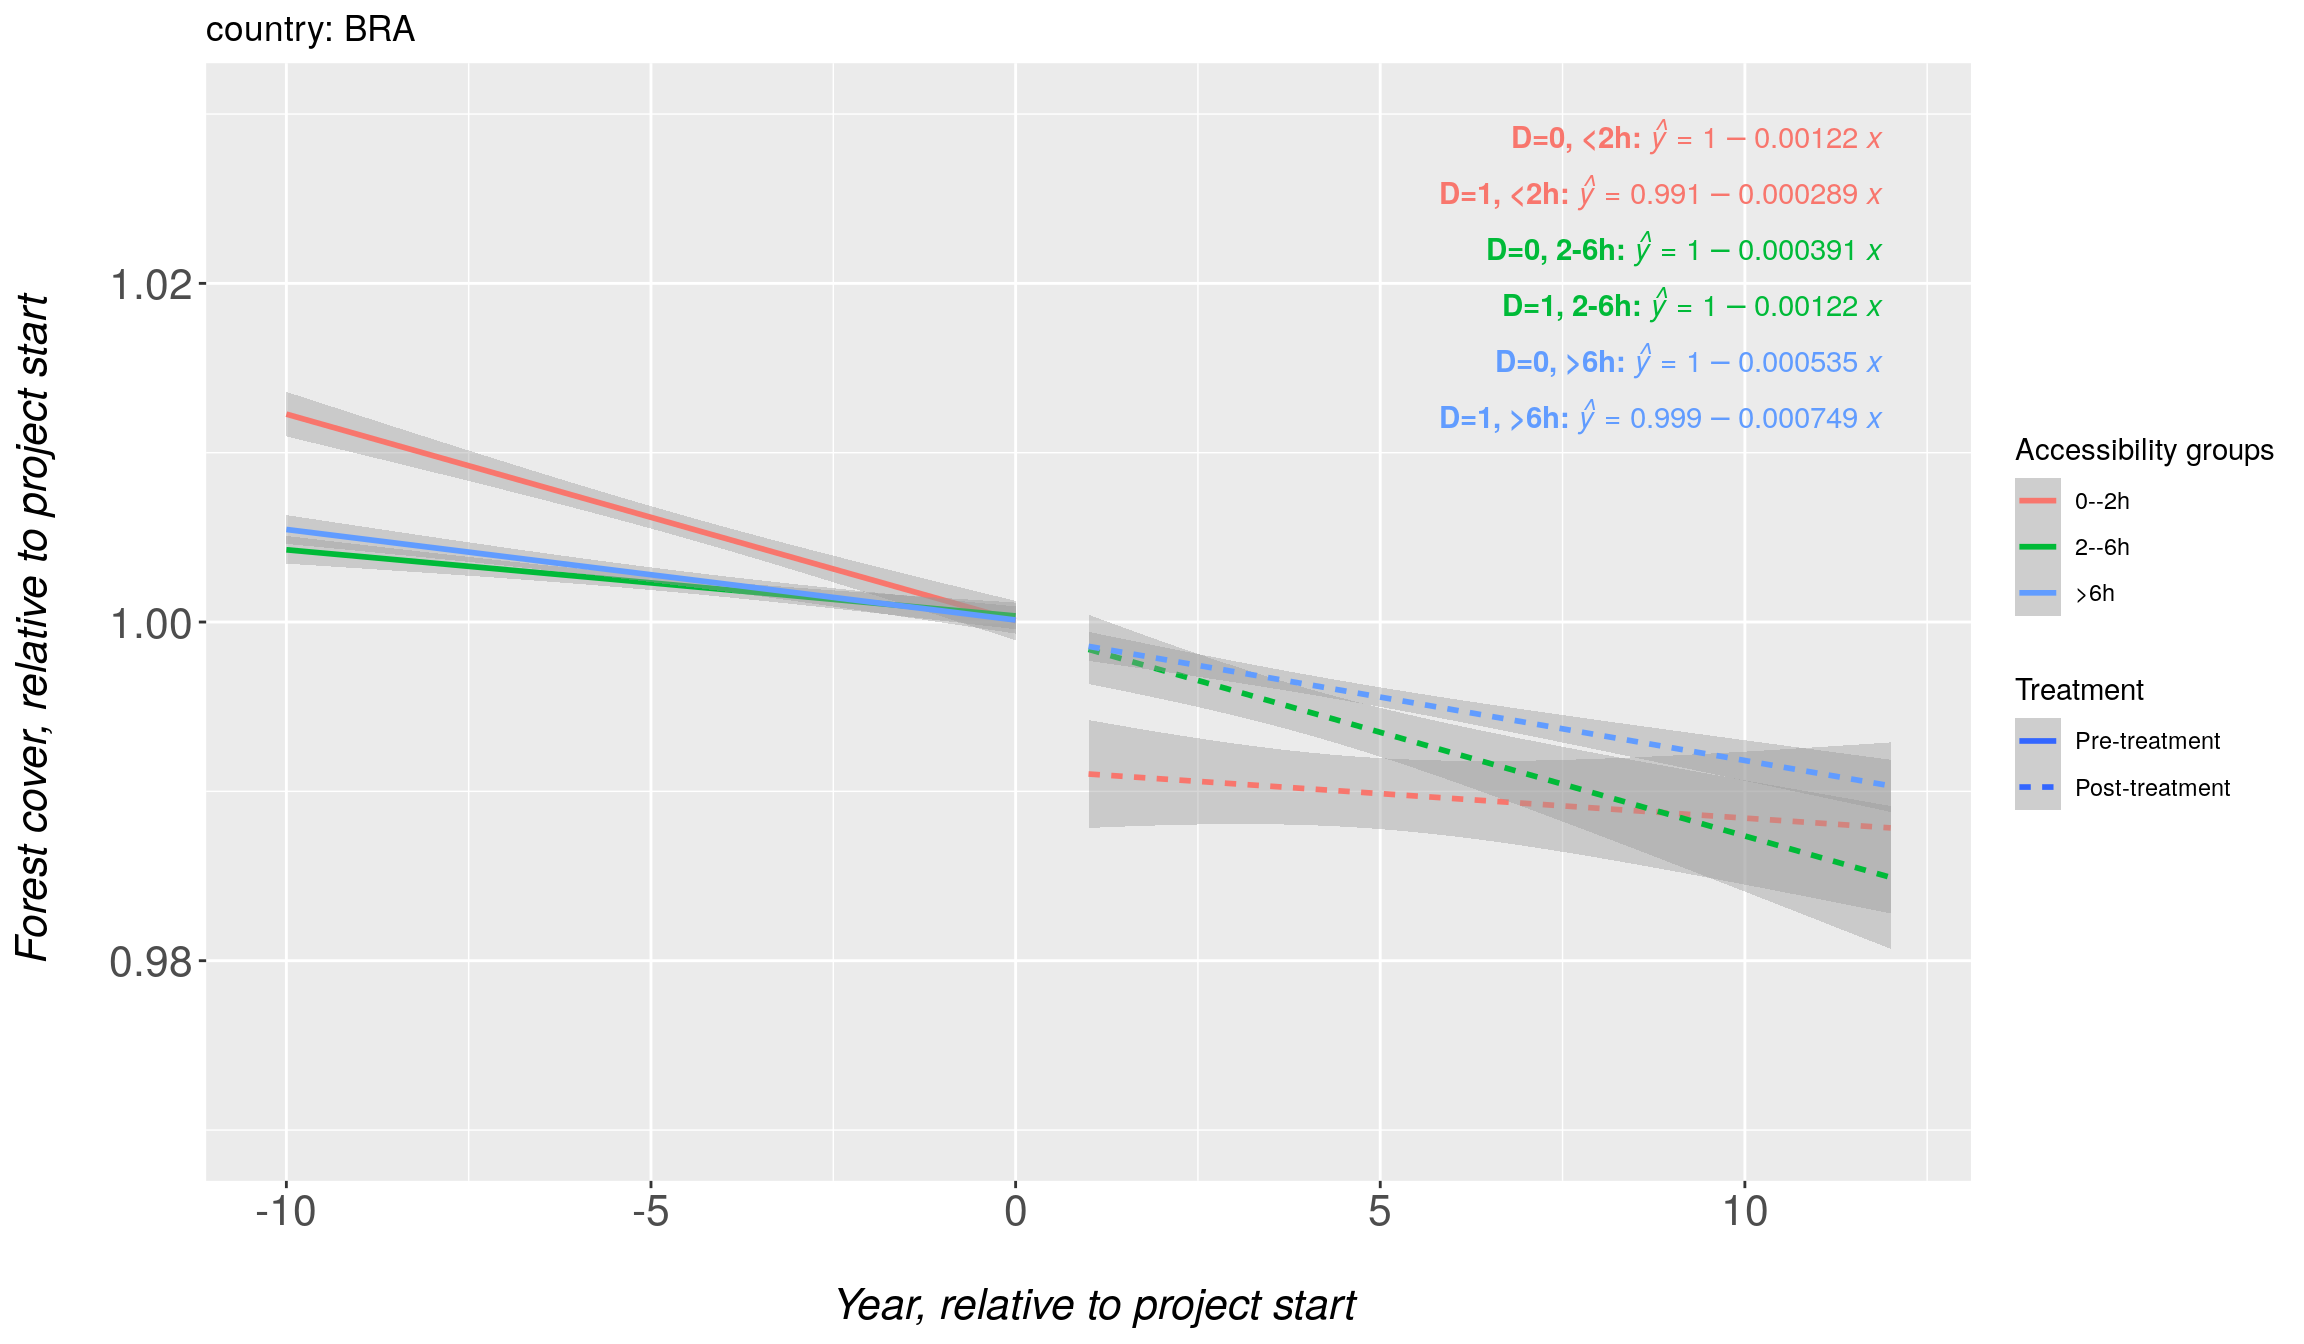 country: BRA
D=0, <2h: ŷ = 1 − 0.00122 x
D=1, <2h: ŷ = 0.991 − 0.000289 x
D=0, 2-6h: ŷ = 1 − 0.000391 x
D=1, 2-6h: ŷ = 1 − 0.00122 x
D=0, >6h: ŷ = 1 − 0.000535 x
D=1, >6h: ŷ = 0.999 − 0.000749 x
1.02
1.00
0.98
Forest cover, relative to project start
-10
-5
0
5
10
Year, relative to project start
Accessibility groups
0--2h
2--6h
>6h
Treatment
Pre-treatment
Post-treatment